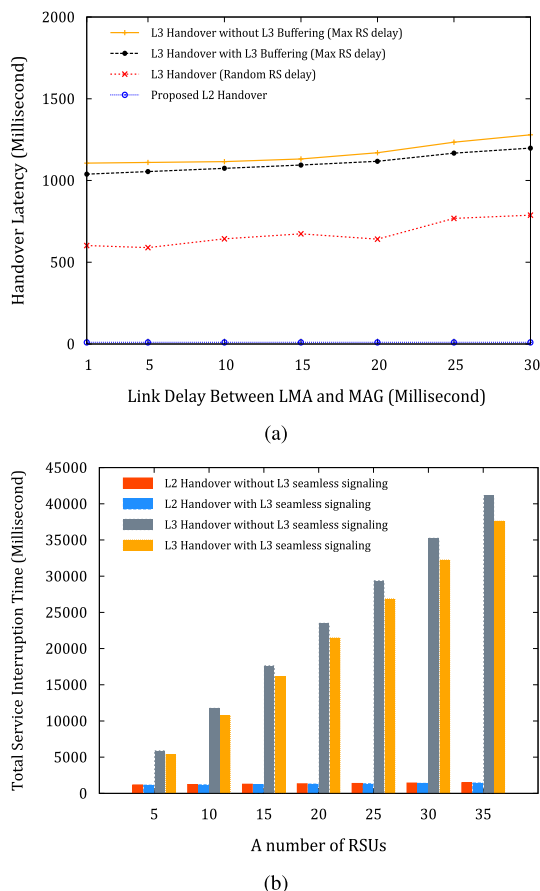 2000
1500
1000
500
0
Handover Latency (Millisecond)
L3 Handover without L3 Buffering (Max RS delay)
L3 Handover with L3 Buffering (Max RS delay)
L3 Handover (Random RS delay)
Proposed L2 Handover
1 5 10 15 20 25 30
Link Delay Between LMA and MAG (Millisecond)
(a)
45000
40000
35000
30000
25000
20000
15000
10000
5000
0
Total Service Interruption Time (Millisecond)
L2 Handover without L3 seamless signaling
L2 Handover with L3 seamless signaling
L3 Handover without L3 seamless signaling
L3 Handover with L3 seamless signaling
5 10 15 20 25 30 35
A number of RSUs
(b)